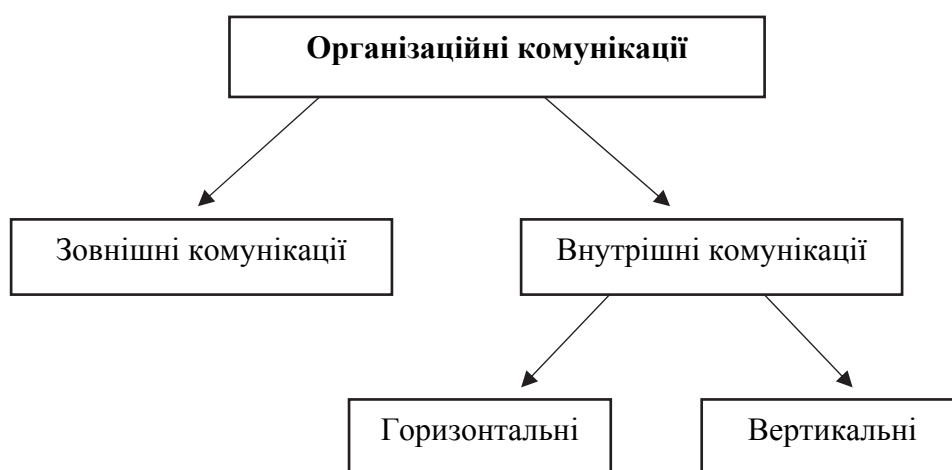 Організаційні комунікації
Зовнішні комунікації
Внутрішні комунікації
Горизонтальні
Вертикальні